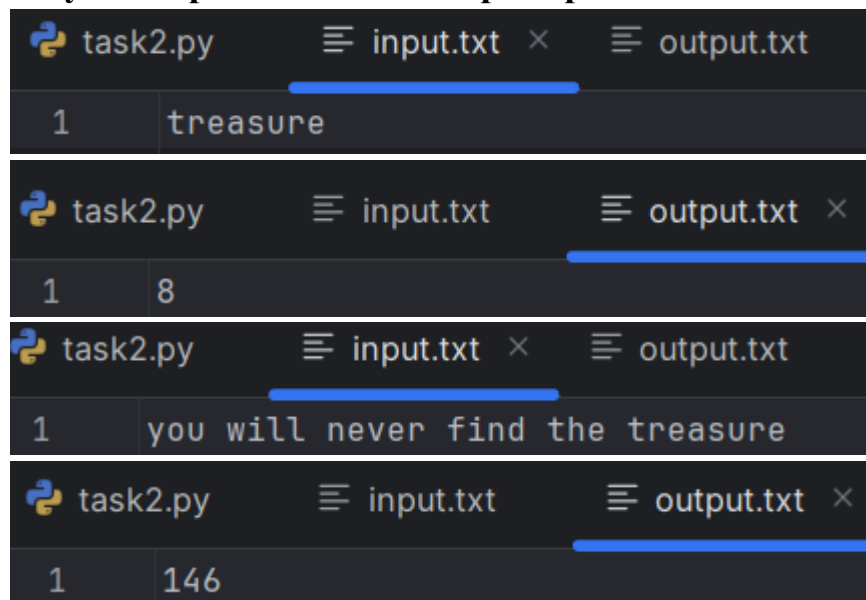 task2.py input.txt × output.txt
1 treasure
task2.py input.txt output.txt ×
1 8
task2.py input.txt × output.txt
1 you will never find the treasure
task2.py input.txt output.txt ×
1 146